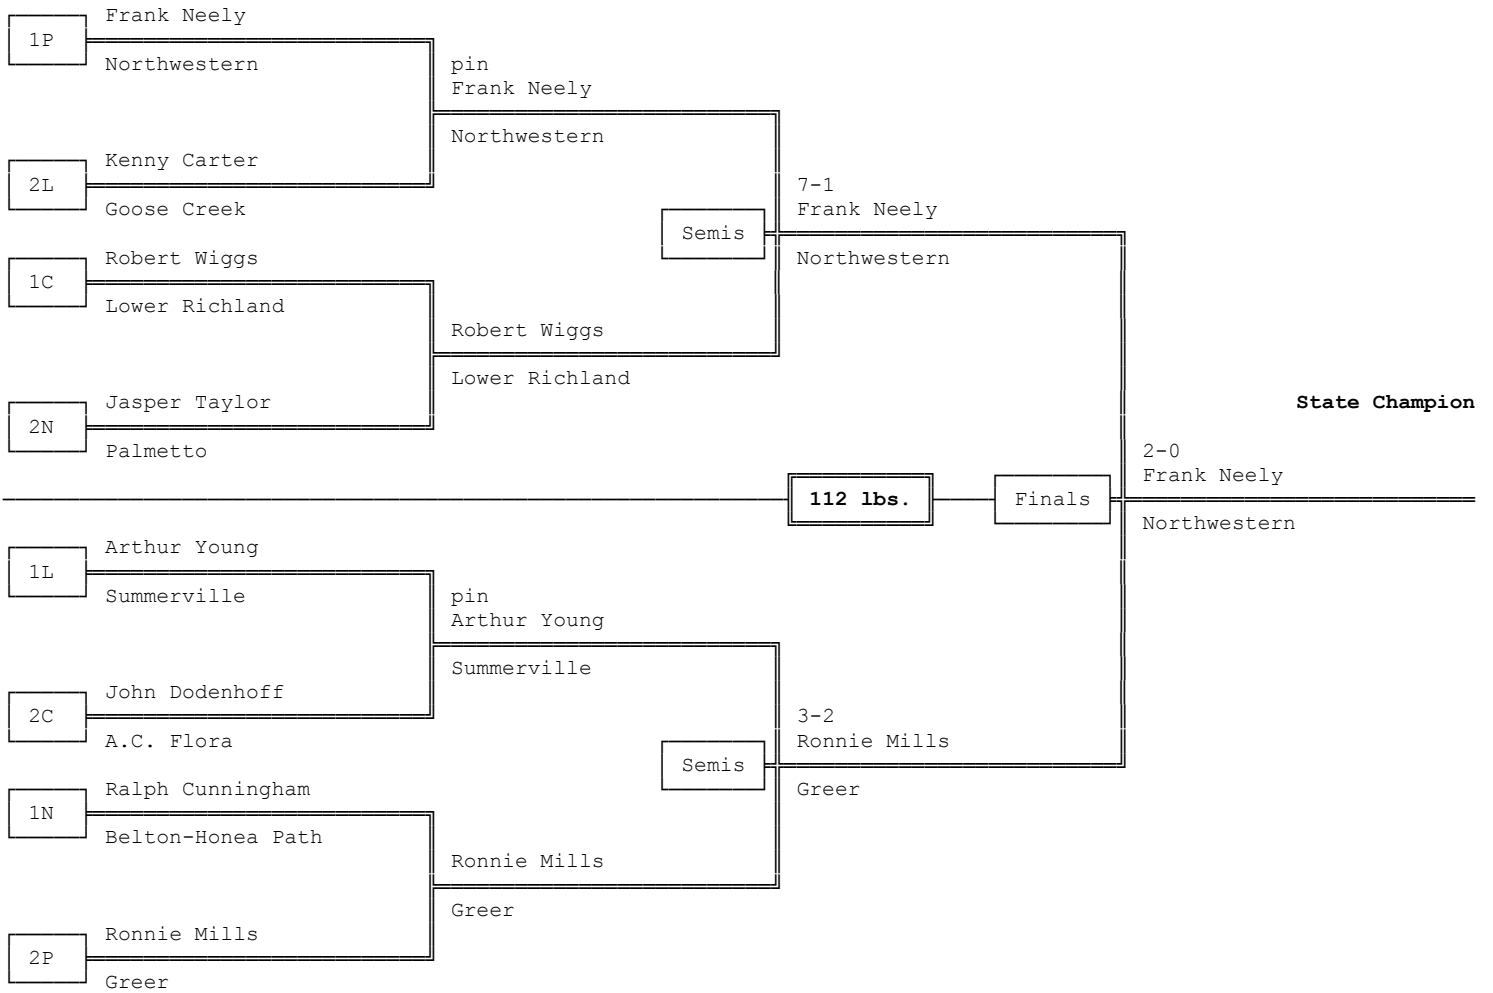 Frank Neely
1P
Northwestern
pin
Frank Neely
Northwestern
Kenny Carter
2L
Goose Creek
7-1
Frank Neely
Semis
Northwestern
Robert Wiggs
1C
Lower Richland
Robert Wiggs
Lower Richland
Jasper Taylor
2N
Palmetto
State Champion
2-0
Frank Neely
112 lbs.
Finals
Northwestern
Arthur Young
1L
Summerville
pin
Arthur Young
Summerville
John Dodenhoff
2C
A.C. Flora
3-2
Ronnie Mills
Semis
Greer
Ralph Cunningham
1N
Belton-Honea Path
Ronnie Mills
Greer
Ronnie Mills
2P
Greer